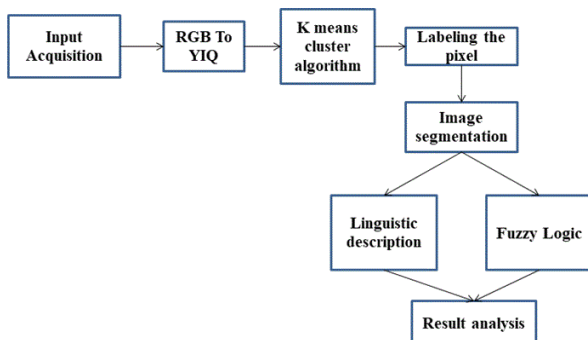 Input
Acquisition
RGB To
YIQ
K means
cluster
algorithm
Labeling the
pixel
Image
segmentation
Linguistic
description
Fuzzy Logic
Result analysis